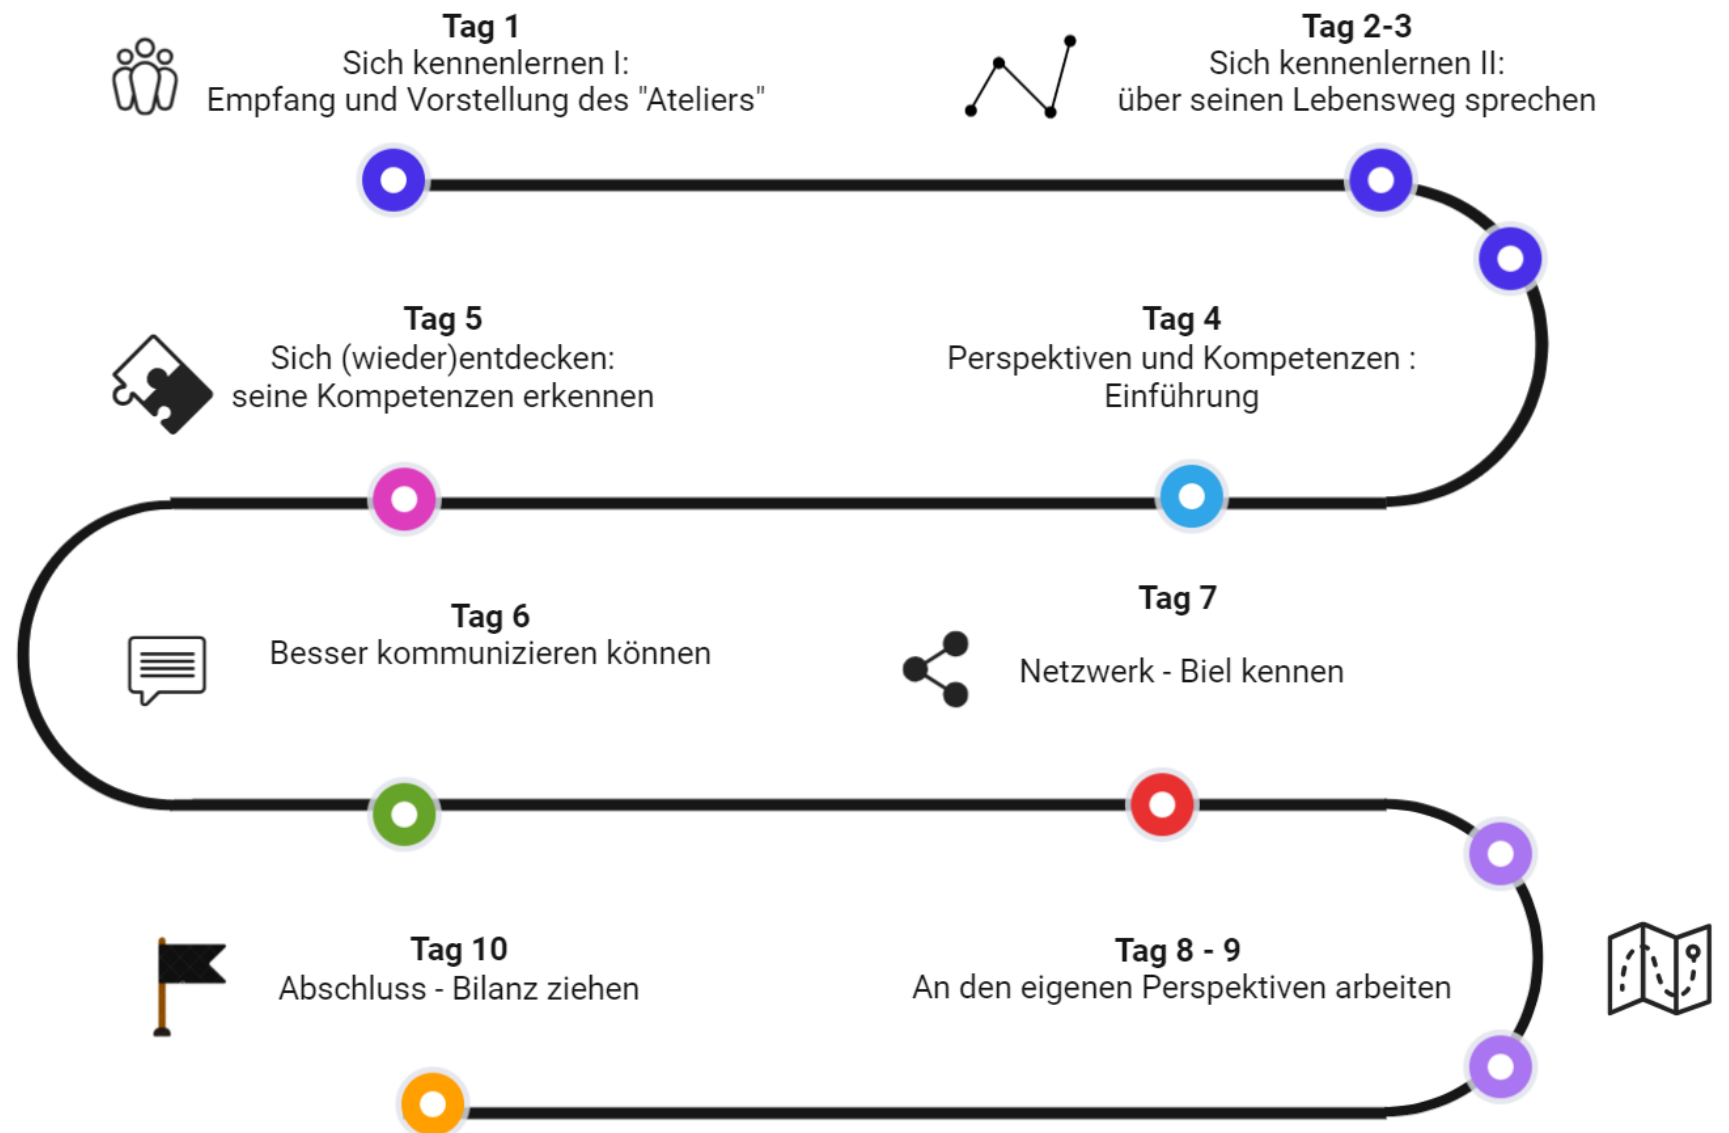 Tag 1
Sich kennenlernen I:
Empfang und Vorstellung des "Ateliers"
Tag 2-3
Sich kennenlernen II:
über seinen Lebensweg sprechen
Tag 4
Perspektiven und Kompetenzen :
Einführung
Tag 5
Sich (wieder)entdecken:
seine Kompetenzen erkennen
Tag 6
Besser kommunizieren können
Tag 7
Netzwerk - Biel kennen
Tag 8 - 9
An den eigenen Perspektiven arbeiten
Tag 10
Abschluss - Bilanz ziehen